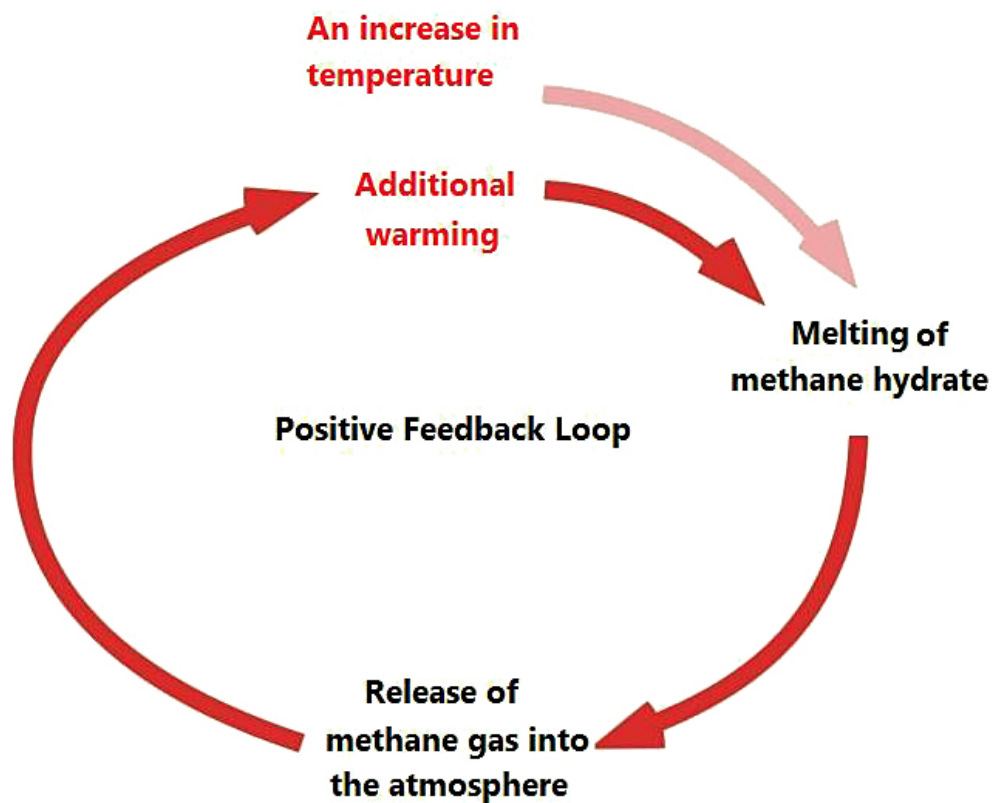 An increase in
temperature
Additional
warming
Melting of
methane hydrate
Positive Feedback Loop
Release of
methane gas into
the atmosphere